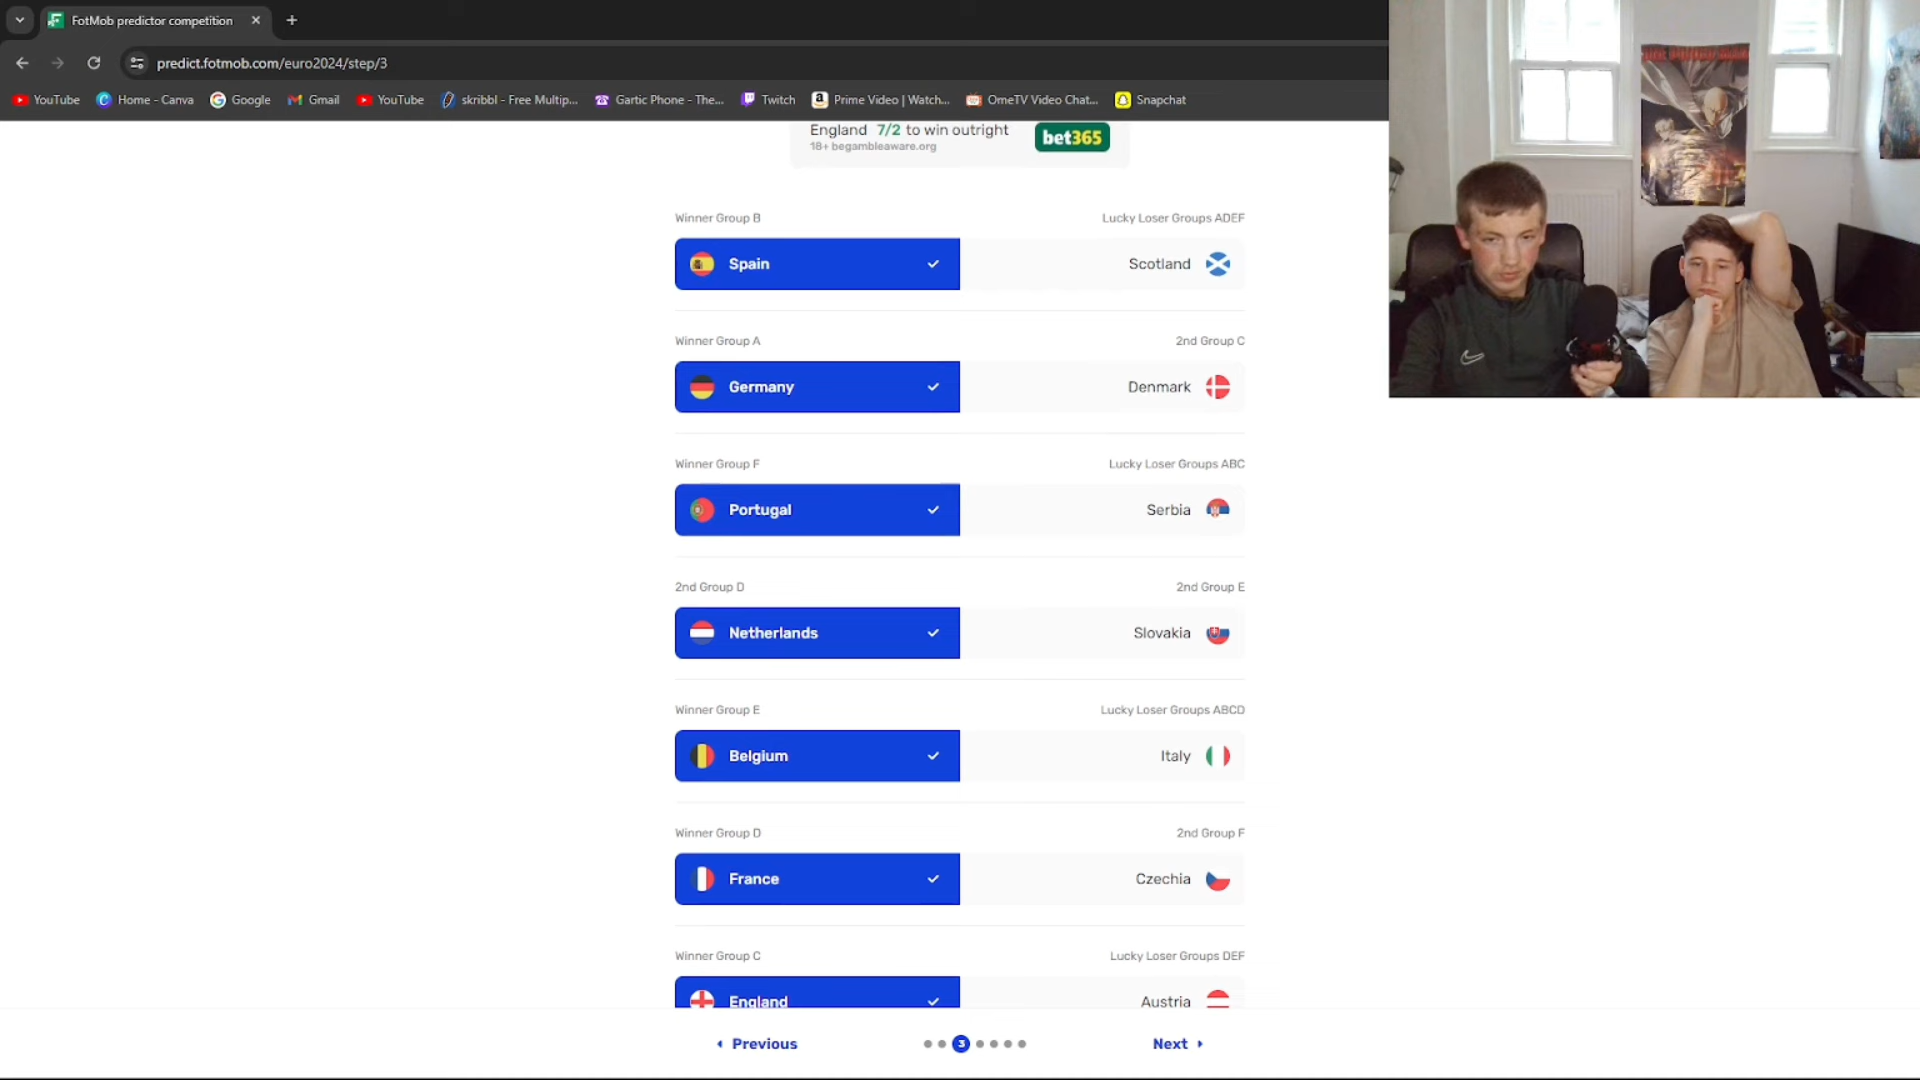 FotMob predictor competition
predict.fotmob.com/euro2024/step/3
YouTube
Home - Canva
Google
Gmail
YouTube
skribbl - Free Multip...
Gartic Phone - The...
Twitch
Prime Video | Watch...
OmeTV Video Chat...
Snapchat
England 7/2 to win outright
18+ begambleaware.org
bet365
Winner Group B
Lucky Loser Groups ADEF
Spain
Scotland
Winner Group A
2nd Group C
Germany
Denmark
Winner Group F
Lucky Loser Groups ABC
Portugal
Serbia
2nd Group D
2nd Group E
Netherlands
Slovakia
Winner Group E
Lucky Loser Groups ABCD
Belgium
Italy
Winner Group D
2nd Group F
France
Czechia
Winner Group C
Lucky Loser Groups DEF
England
Austria
Previous
3
Next